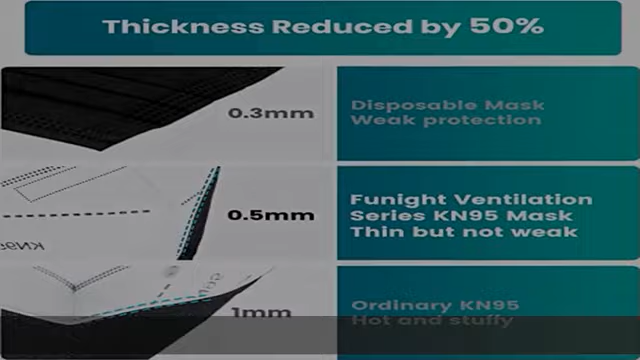 Thickness Reduced by 50%
0.3mm
Disposable Mask
Weak protection
0.5mm
Funight Ventilation
Series KN95 Mask
Thin but not weak
KN95
1mm
Ordinary KN95
Hot and stuffy